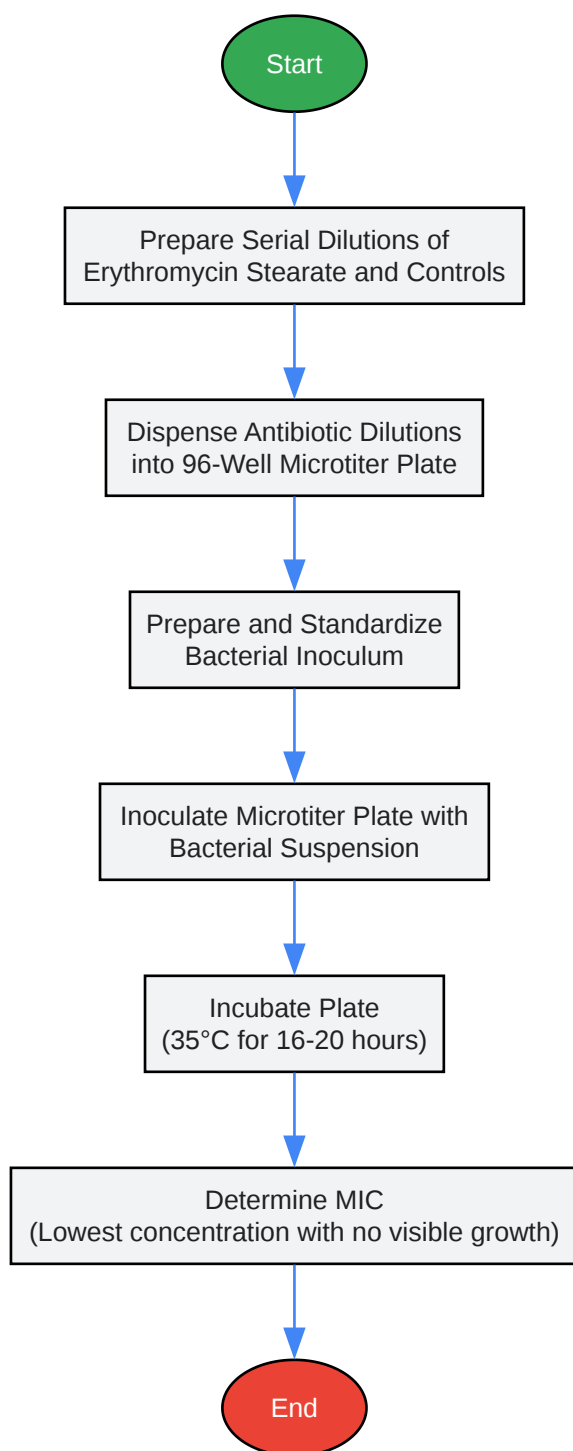 Start
Prepare Serial Dilutions of
Erythromycin Stearate and Controls
Dispense Antibiotic Dilutions
into 96-Well Microtiter Plate
Prepare and Standardize
Bacterial Inoculum
Inoculate Microtiter Plate with
Bacterial Suspension
Incubate Plate
(35°C for 16-20 hours)
Determine MIC
(Lowest concentration with no visible growth)
End